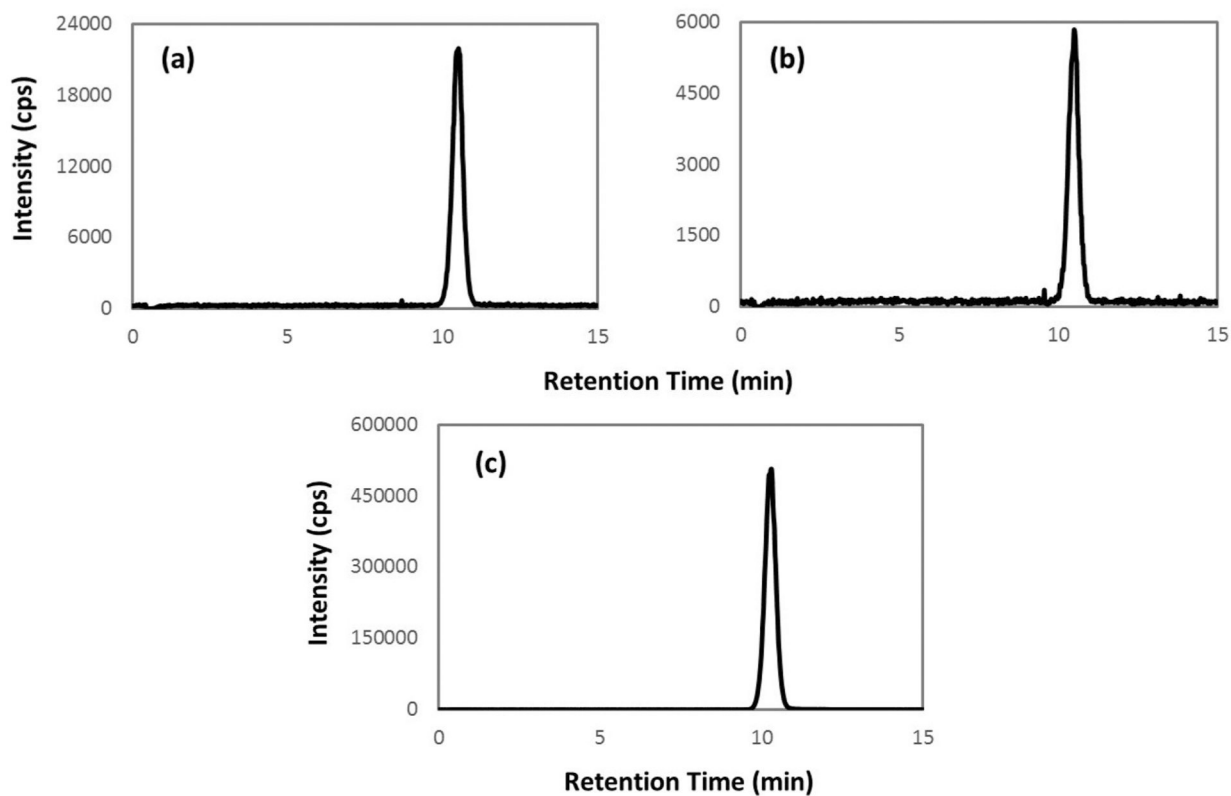 24000
18000
12000
6000
0
Intensity (cps)
(a)
0 5 10 15
6000
4500
3000
1500
0
(b)
0 5 10 15
Retention Time (min)
600000
450000
300000
150000
0
Intensity (cps)
(c)
0 5 10 15
Retention Time (min)